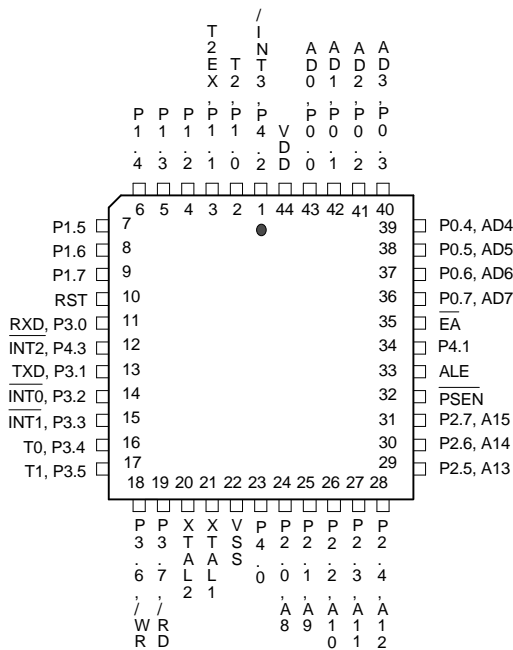 P1.4
P1.3
P1.2
T2EX, P1.1
T2, P1.0
/INT3, P4.2
VDD
AD0, P0.0
AD1, P0.1
AD2, P0.2
AD3, P0.3
6 5 4 3 2 1 44 43 42 41 40
P1.5 7
P1.6 8
P1.7 9
RST 10
RXD, P3.0 11
INT2, P4.3 12
TXD, P3.1 13
INT0, P3.2 14
INT1, P3.3 15
T0, P3.4 16
T1, P3.5 17
39 P0.4, AD4
38 P0.5, AD5
37 P0.6, AD6
36 P0.7, AD7
35 EA
34 P4.1
33 ALE
32 PSEN
31 P2.7, A15
30 P2.6, A14
29 P2.5, A13
18 19 20 21 22 23 24 25 26 27 28
P3.6, /WR
P3.7, /RD
XTAL2
XTAL1
VSS
P4.0
P2.0, A8
P2.1, A9
P2.2, A10
P2.3, A11
P2.4, A12